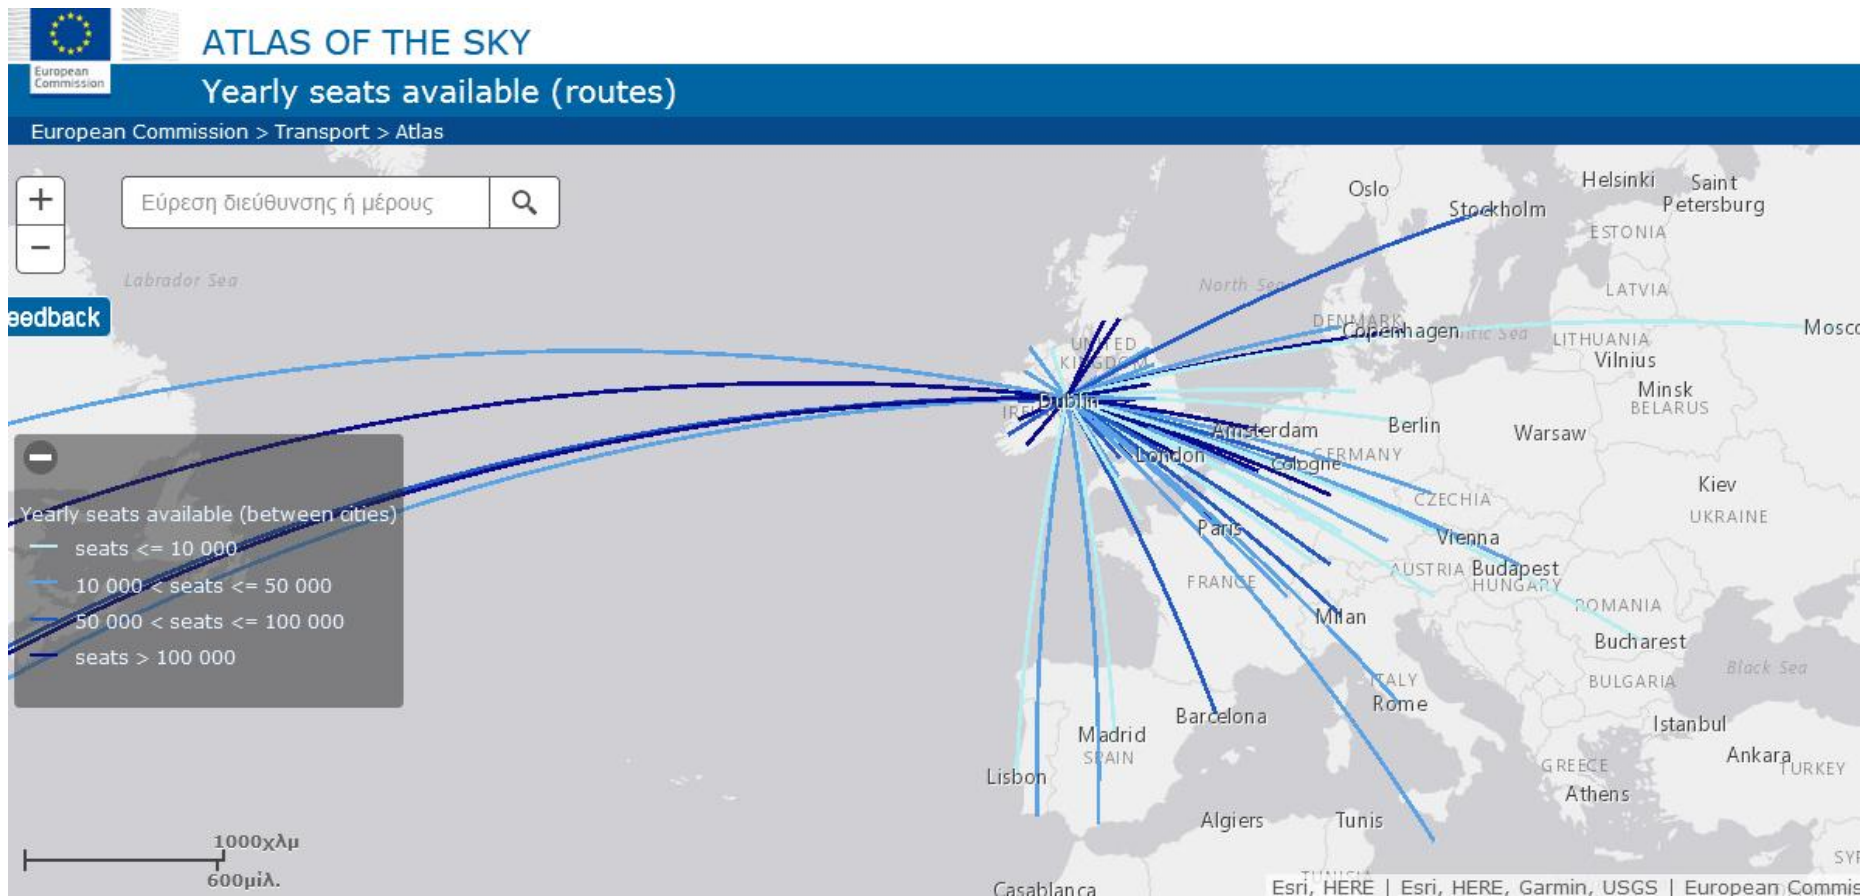 European
Commission
ATLAS OF THE SKY
Yearly seats available (routes)
European Commission > Transport > Atlas
+
Εύρεση διεύθυνσης ή μέρους
−
Labrador Sea
eedback
Oslo
Helsinki
Saint
Petersburg
Stockholm
ESTONIA
North Sea
LATVIA
DENMARK
Copenhagen
Mosco
LITHUANIA
Vilnius
UNITED
KINGDOM
Minsk
BELARUS
Dublin
Amsterdam
Berlin
Warsaw
London
Cologne
GERMANY
Kiev
CZECHIA
UKRAINE
Paris
Vienna
AUSTRIA
Budapest
HUNGARY
FRANCE
ROMANIA
Milan
Bucharest
Black Sea
ITALY
BULGARIA
Rome
Barcelona
Istanbul
Madrid
SPAIN
Ankara
TURKEY
GREECE
Lisbon
Athens
Algiers
Tunis
Casablanca
Yearly seats available (between cities)
seats <= 10 000
10 000 < seats <= 50 000
50 000 < seats <= 100 000
seats > 100 000
1000χλμ
600μίλ.
Esri, HERE | Esri, HERE, Garmin, USGS | European Commis